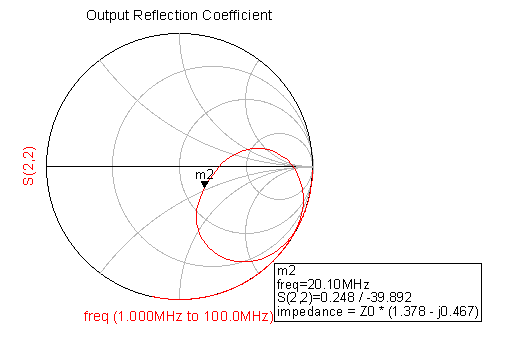 Output Reflection Coefficient
S(2,2)
m2
m2
freq=20.10MHz
S(2,2)=0.248 / -39.892
impedance = Z0 * (1.378 - j0.467)
freq (1.000MHz to 100.0MHz)